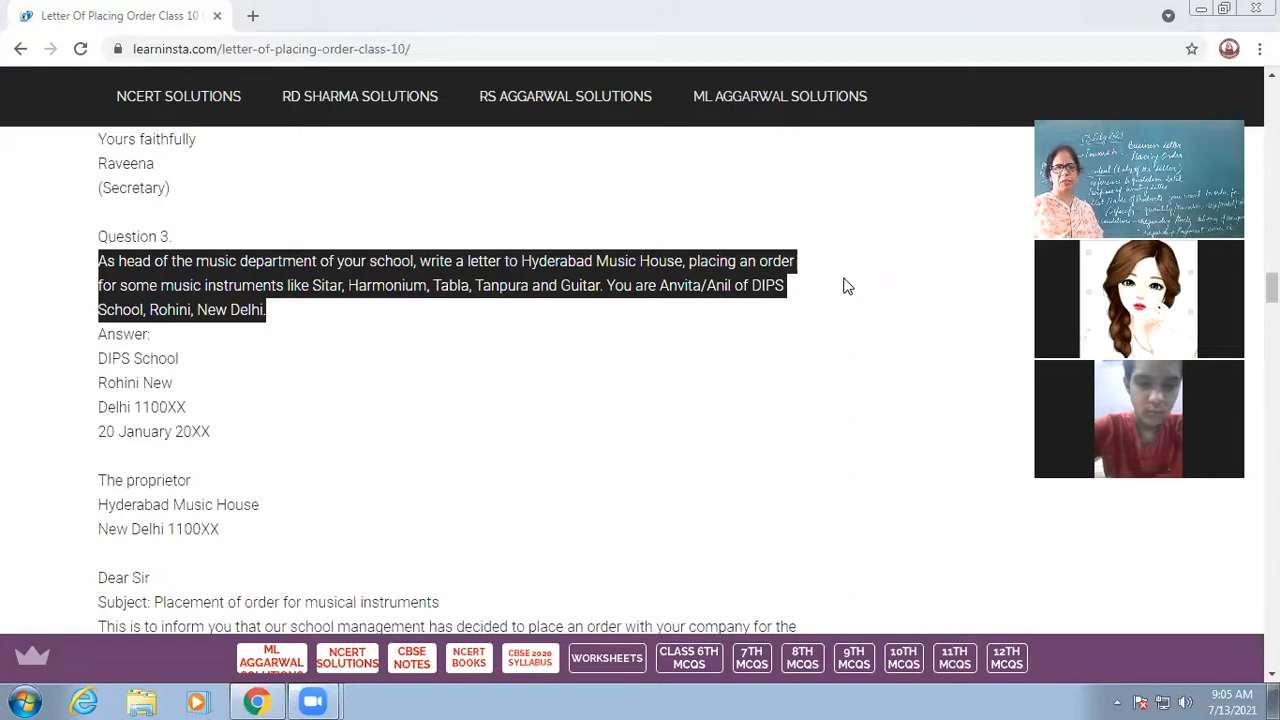 Letter Of Placing Order Class 10
learninsta.com/letter-of-placing-order-class-10/
NCERT SOLUTIONS RD SHARMA SOLUTIONS RS AGGARWAL SOLUTIONS ML AGGARWAL SOLUTIONS
Yours faithfully
Raveena
(Secretary)
Question 3.
As head of the music department of your school, write a letter to Hyderabad Music House, placing an order
for some music instruments like Sitar, Harmonium, Tabla, Tanpura and Guitar. You are Anvita/Anil of DIPS
School, Rohini, New Delhi.
Answer:
DIPS School
Rohini New
Delhi 1100XX
20 January 20XX
The proprietor
Hyderabad Music House
New Delhi 1100XX
Dear Sir
Subject: Placement of order for musical instruments
This is to inform you that our school management has decided to place an order with your company for the
Business Letter
Placing Order
ML AGGARWAL SOLUTIONS
NCERT SOLUTIONS
CBSE NOTES
NCERT BOOKS
CBSE 2020 SYLLABUS
WORKSHEETS
CLASS 6TH MCQS
7TH MCQS
8TH MCQS
9TH MCQS
10TH MCQS
11TH MCQS
12TH MCQS
9:05 AM
7/13/2021